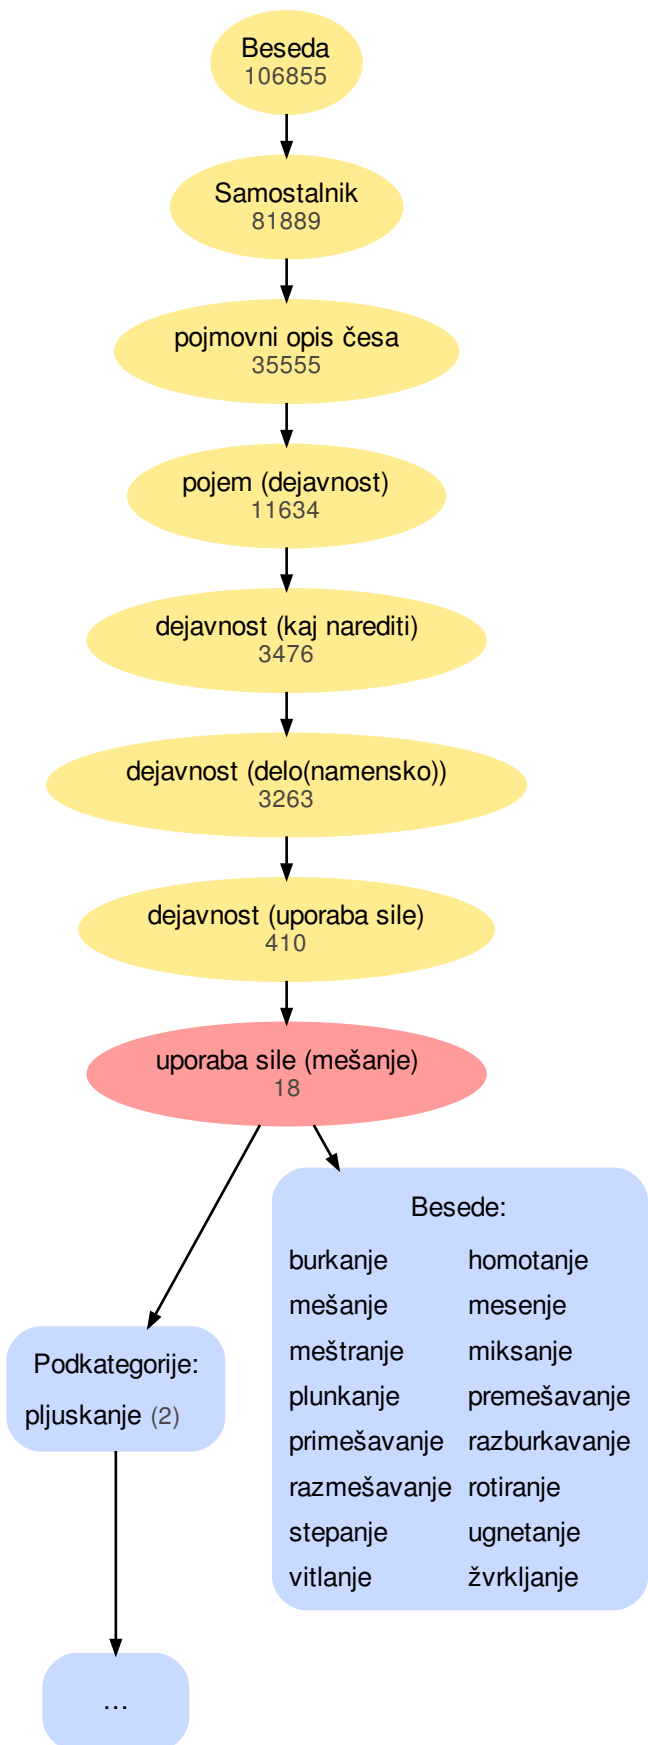 Beseda
106855
Samostalnik
81889
pojmovni opis česa
35555
pojem (dejavnost)
11634
dejavnost (kaj narediti)
3476
dejavnost (delo(namensko))
3263
dejavnost (uporaba sile)
410
uporaba sile (mešanje)
18
Besede:
burkanje homotanje
mešanje mesenje
meštranje miksanje
plunkanje premešavanje
primešavanje razburkavanje
razmešavanje rotiranje
stepanje ugnetanje
vitlanje žvrkljanje
Podkategorije:
pljuskanje (2)
...